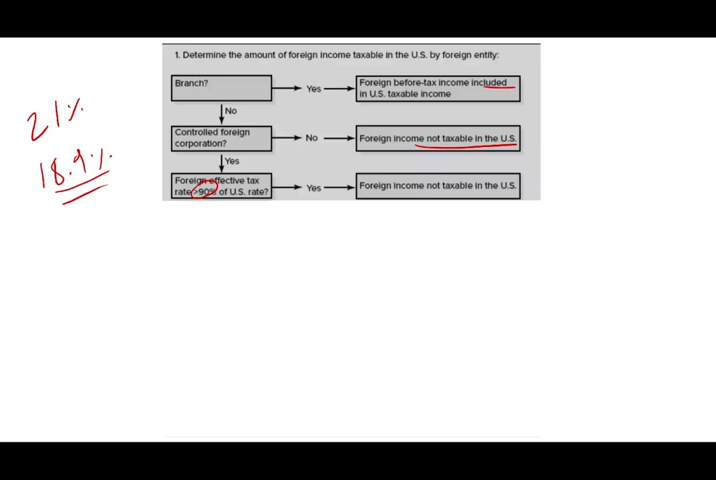 1. Determine the amount of foreign income taxable in the U.S. by foreign entity:
Branch?
Yes
Foreign before-tax income included
in U.S. taxable income
No
21%
Controlled foreign
corporation?
No
Foreign income not taxable in the U.S.
Yes
18.9%
Foreign effective tax
rate >90% of U.S. rate?
Yes
Foreign income not taxable in the U.S.